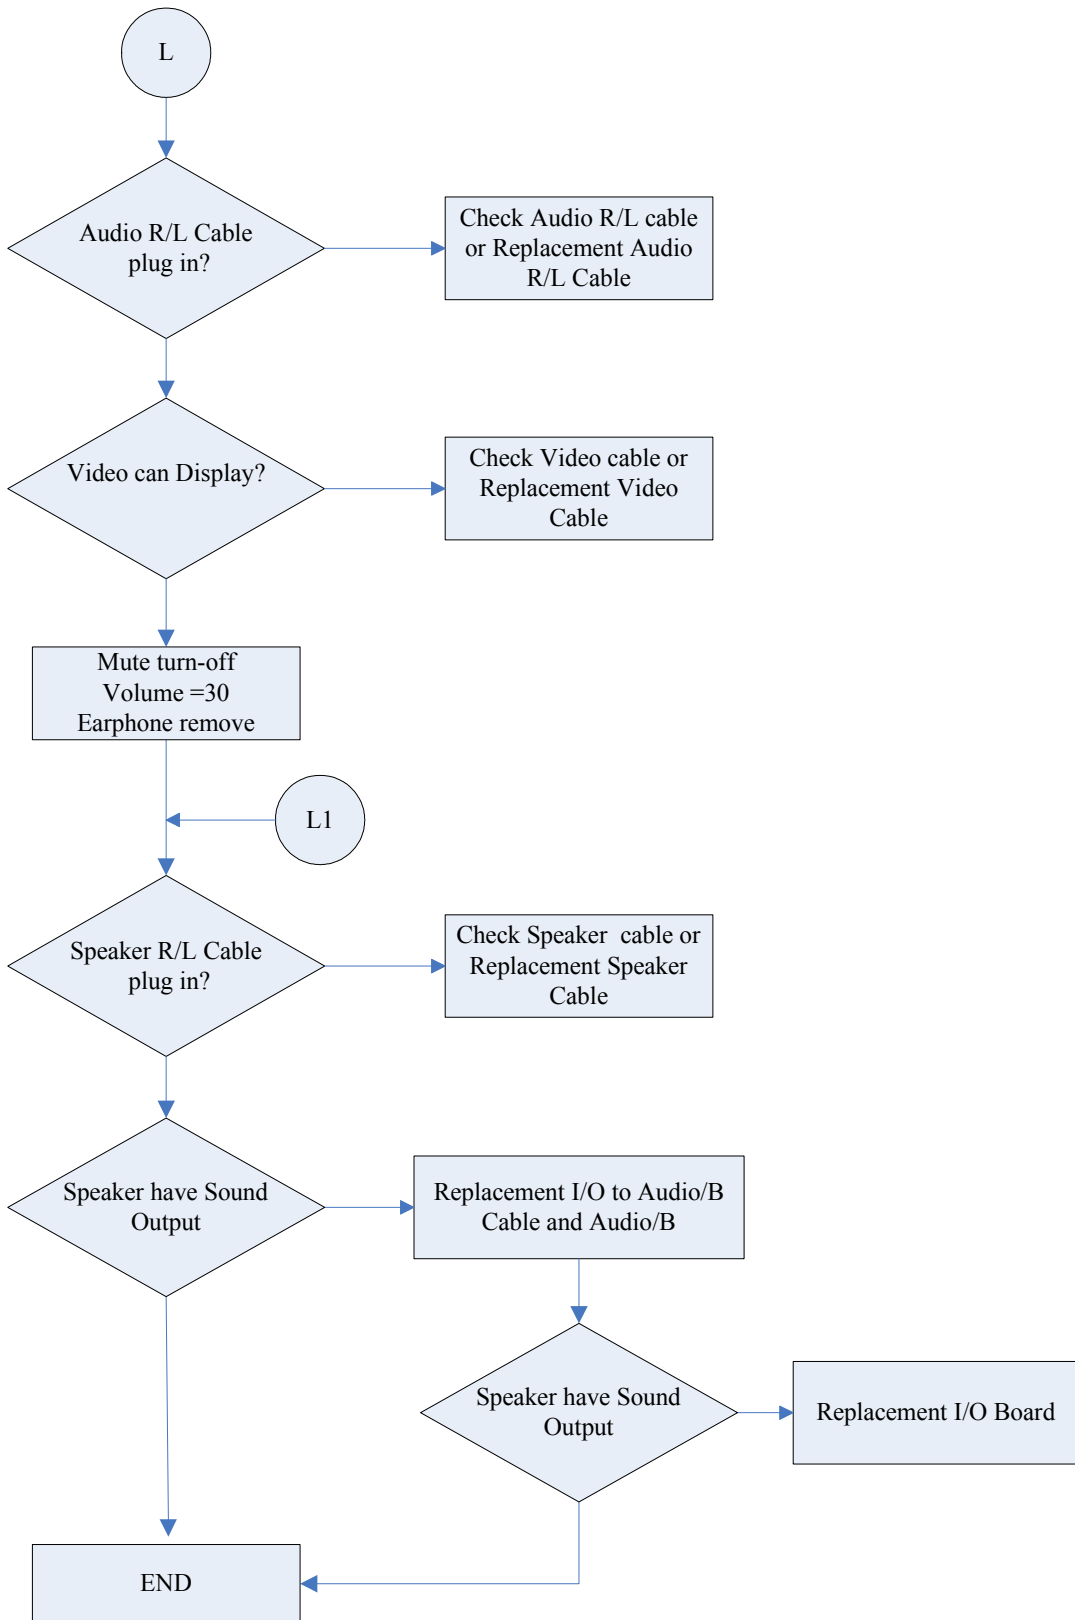 L
Audio R/L Cable
plug in?
Check Audio R/L cable
or Replacement Audio
R/L Cable
Video can Display?
Check Video cable or
Replacement Video
Cable
Mute turn-off
Volume =30
Earphone remove
L1
Speaker R/L Cable
plug in?
Check Speaker  cable or
Replacement Speaker
Cable
Speaker have Sound
Output
Replacement I/O to Audio/B
Cable and Audio/B
Speaker have Sound
Output
Replacement I/O Board
END